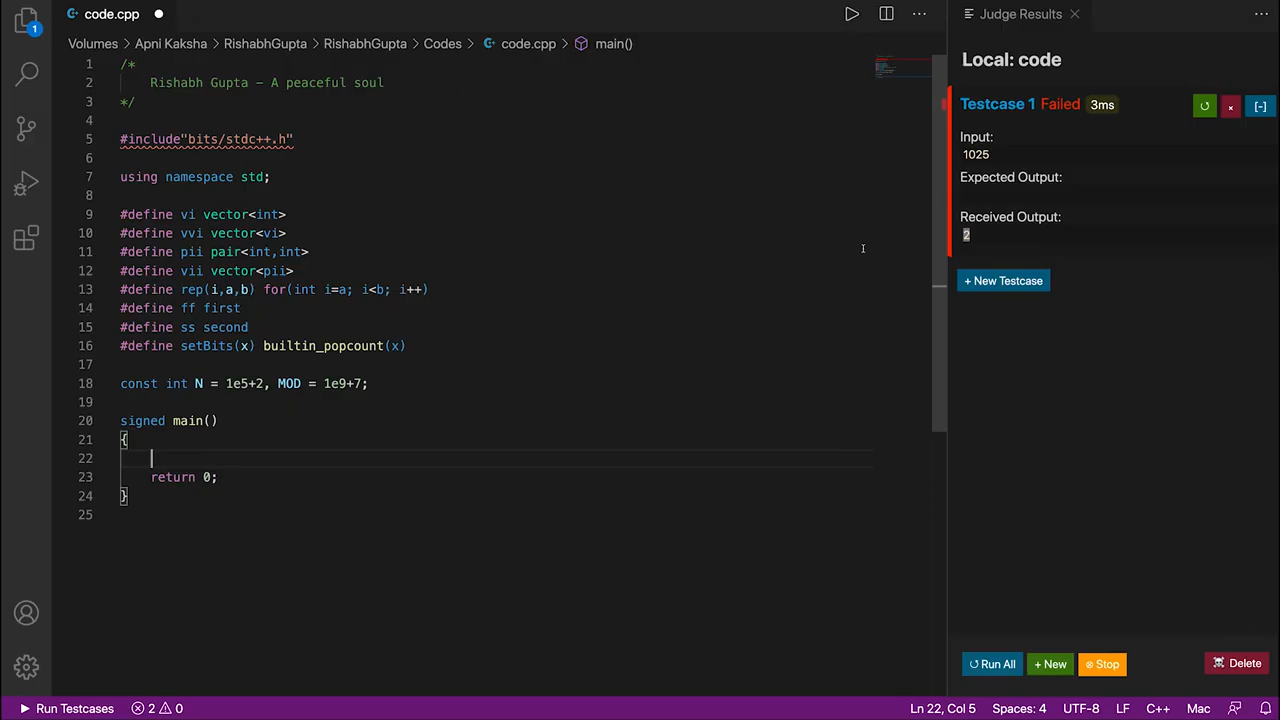 code.cpp
Judge Results
1
Volumes > Apni Kaksha > RishabhGupta > RishabhGupta > Codes > code.cpp > main()
Local: code
1 /*
2 Rishabh Gupta – A peaceful soul
3 */
4
5 #include"bits/stdc++.h"
6
7 using namespace std;
8
9 #define vi vector<int>
10 #define vvi vector<vi>
11 #define pii pair<int,int>
12 #define vii vector<pii>
13 #define rep(i,a,b) for(int i=a; i<b; i++)
14 #define ff first
15 #define ss second
16 #define setBits(x) builtin_popcount(x)
17
18 const int N = 1e5+2, MOD = 1e9+7;
19
20 signed main()
21 {
22
23 return 0;
24 }
25
Testcase 1 Failed 3ms
[-]
Input:
1025
Expected Output:
Received Output:
2
+ New Testcase
Run All
+ New
Stop
Delete
Run Testcases
2 0
Ln 22, Col 5
Spaces: 4
UTF-8
LF
C++
Mac